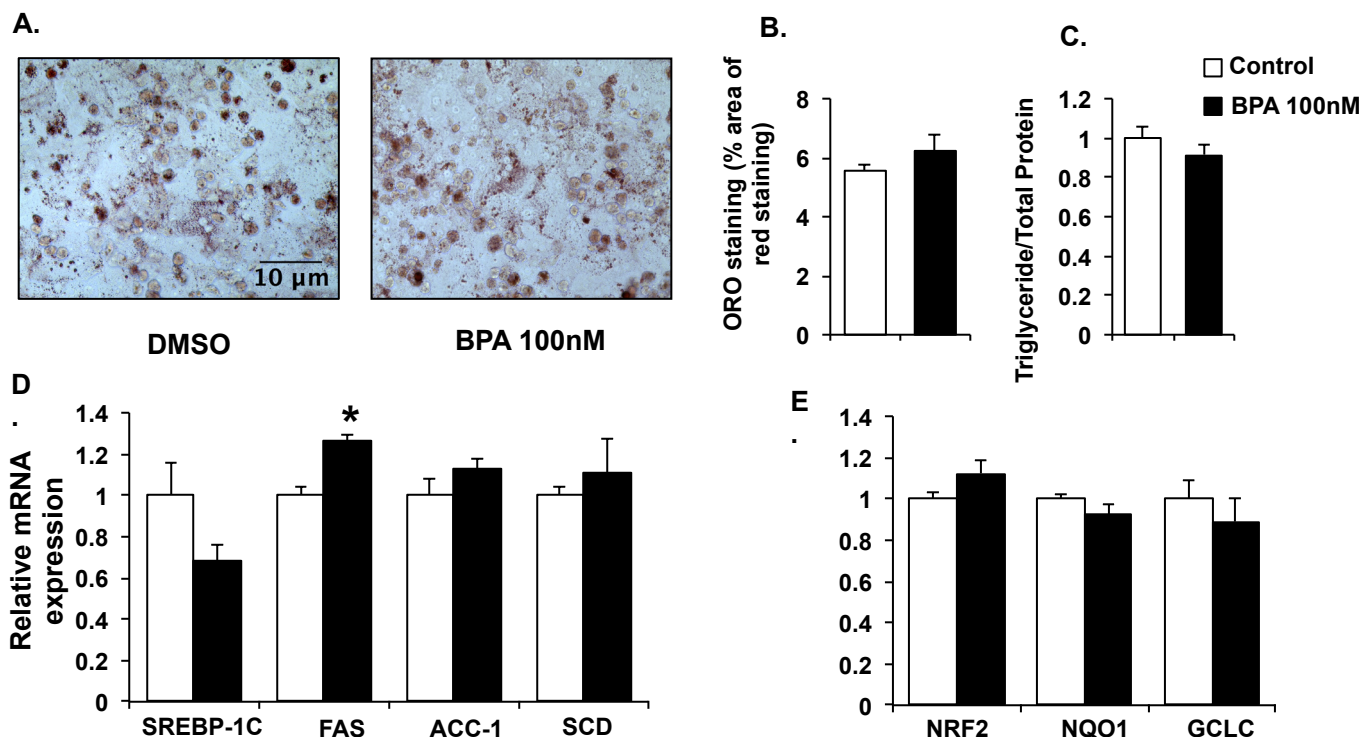 A.
10 µm
DMSO
BPA 100nM
B.
ORO staining (% area of
red staining)
8
6
4
2
0
C.
Control
BPA 100nM
Triglyceride/Total Protein
1.2
1
0.8
0.6
0.4
0.2
0
D
.
Relative mRNA
expression
1.4
1.2
1
0.8
0.6
0.4
0.2
0
*
SREBP-1C FAS ACC-1 SCD
E
.
1.4
1.2
1
0.8
0.6
0.4
0.2
0
NRF2 NQO1 GCLC